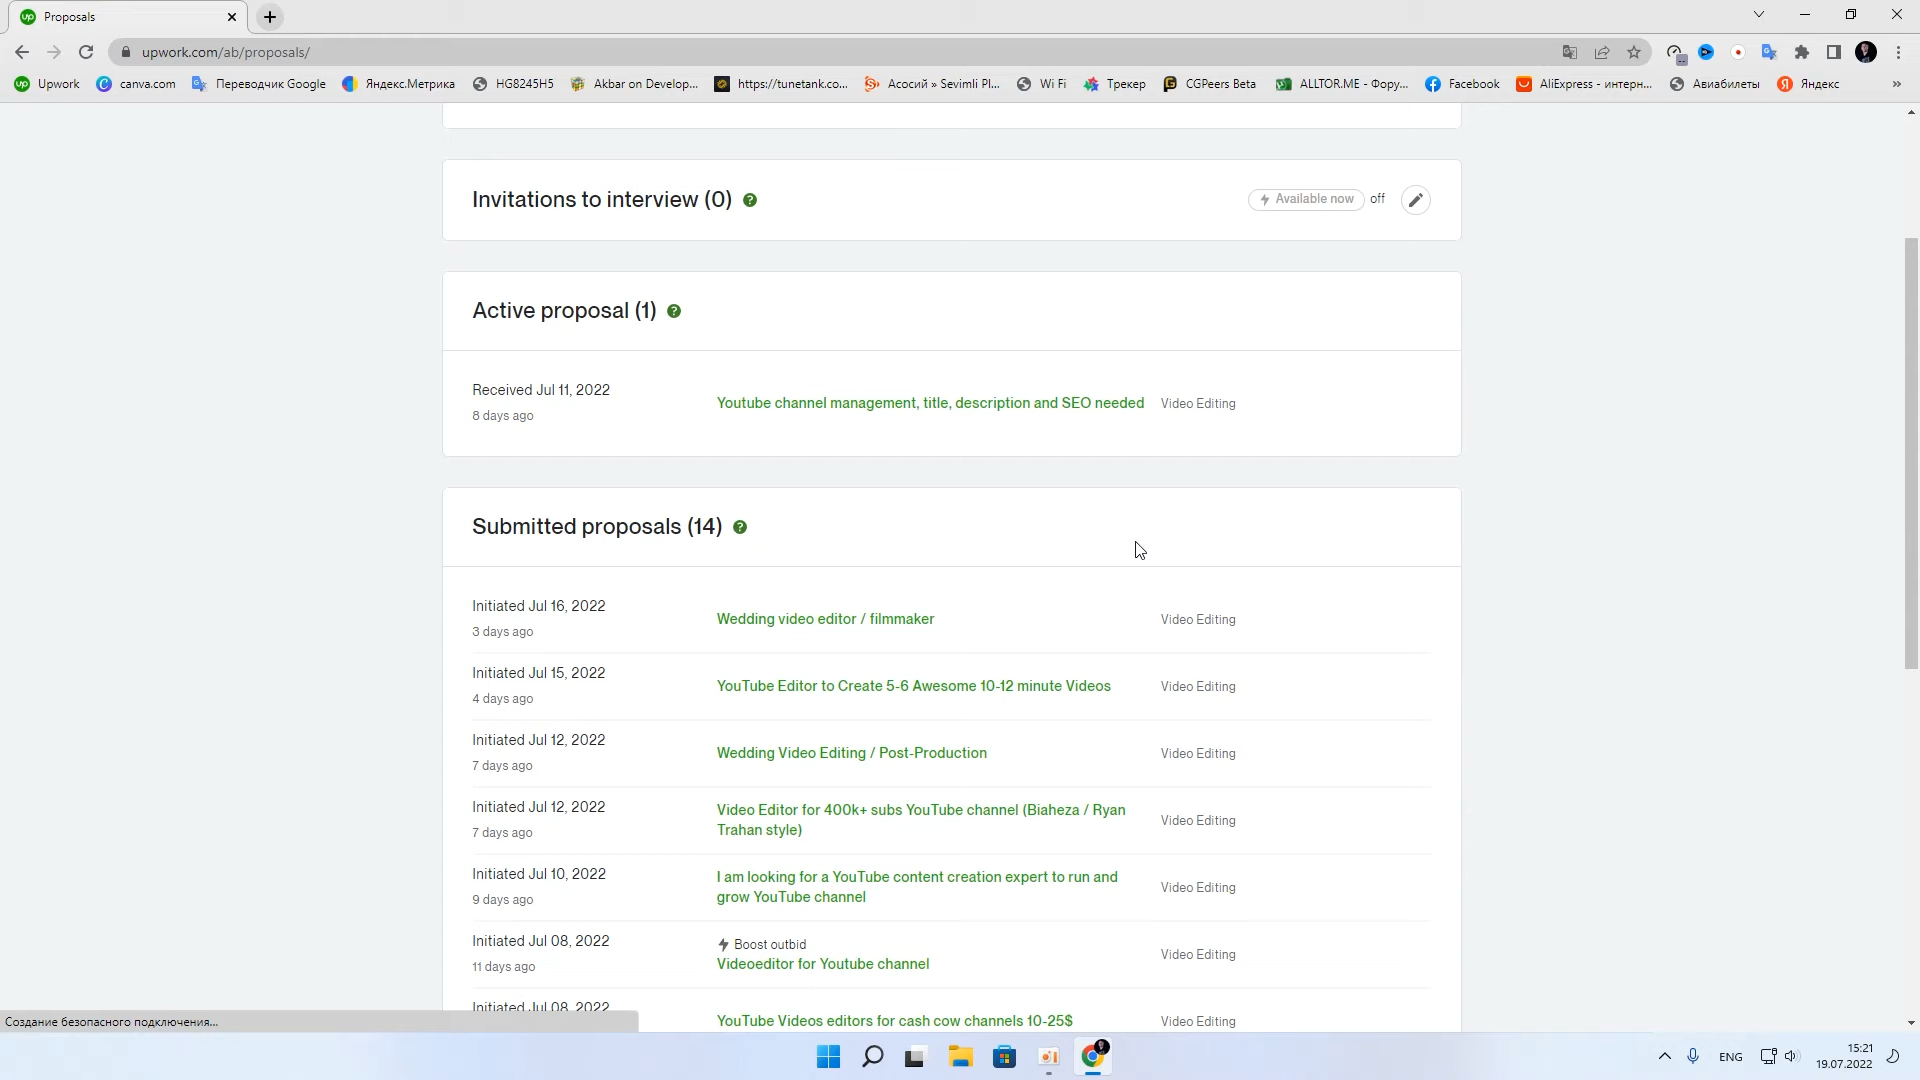 Proposals
upwork.com/ab/proposals/
Upwork
canva.com
Переводчик Google
Яндекс.Метрика
HG8245H5
Akbar on Develop...
https://tunetank.co...
Асосий » Sevimli Pl...
Wi Fi
Трекер
CGPeers Beta
ALLTOR.ME - Фору...
Facebook
AliExpress - интерн...
Авиабилеты
Яндекс
Invitations to interview (0)
Available now off
Active proposal (1)
Received Jul 11, 2022
8 days ago
Youtube channel management, title, description and SEO needed
Video Editing
Submitted proposals (14)
Initiated Jul 16, 2022
3 days ago
Wedding video editor / filmmaker
Video Editing
Initiated Jul 15, 2022
4 days ago
YouTube Editor to Create 5-6 Awesome 10-12 minute Videos
Video Editing
Initiated Jul 12, 2022
7 days ago
Wedding Video Editing / Post-Production
Video Editing
Initiated Jul 12, 2022
7 days ago
Video Editor for 400k+ subs YouTube channel (Biaheza / Ryan
Trahan style)
Video Editing
Initiated Jul 10, 2022
9 days ago
I am looking for a YouTube content creation expert to run and
grow YouTube channel
Video Editing
Initiated Jul 08, 2022
11 days ago
Boost outbid
Videoeditor for Youtube channel
Video Editing
Initiated Jul 08, 2022
YouTube Videos editors for cash cow channels 10-25$
Video Editing
Создание безопасного подключения...
ENG
15:21
19.07.2022